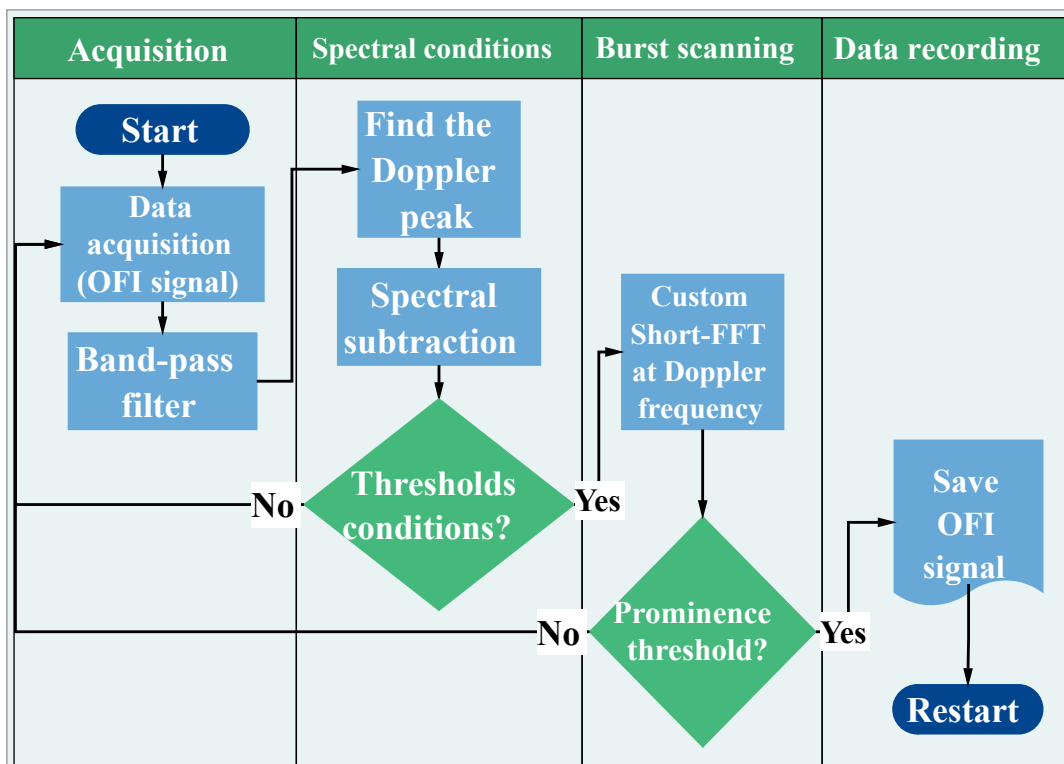 Acquisition
Spectral conditions
Burst scanning
Data recording
Start
Data
acquisition
(OFI signal)
Band-pass
filter
Find the
Doppler
peak
Spectral
subtraction
Thresholds
conditions?
No
Yes
Custom
Short-FFT
at Doppler
frequency
Prominence
threshold?
No
Yes
Save
OFI
signal
Restart